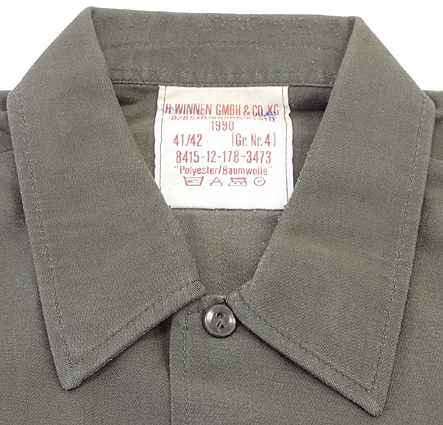 H.WINNEN GMBH & CO.KG
1990
41/42 (Gr. Nr. 4)
8415-12-178-3473
"Polyester/Baumwolle"